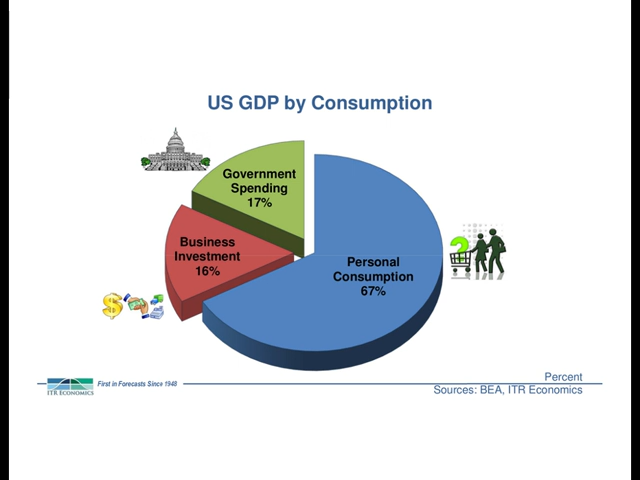 US GDP by Consumption
Government
Spending
17%
Business
Investment
16%
Personal
Consumption
67%
?
$
Percent
Sources: BEA, ITR Economics
ITR ECONOMICS
First in Forecasts Since 1948